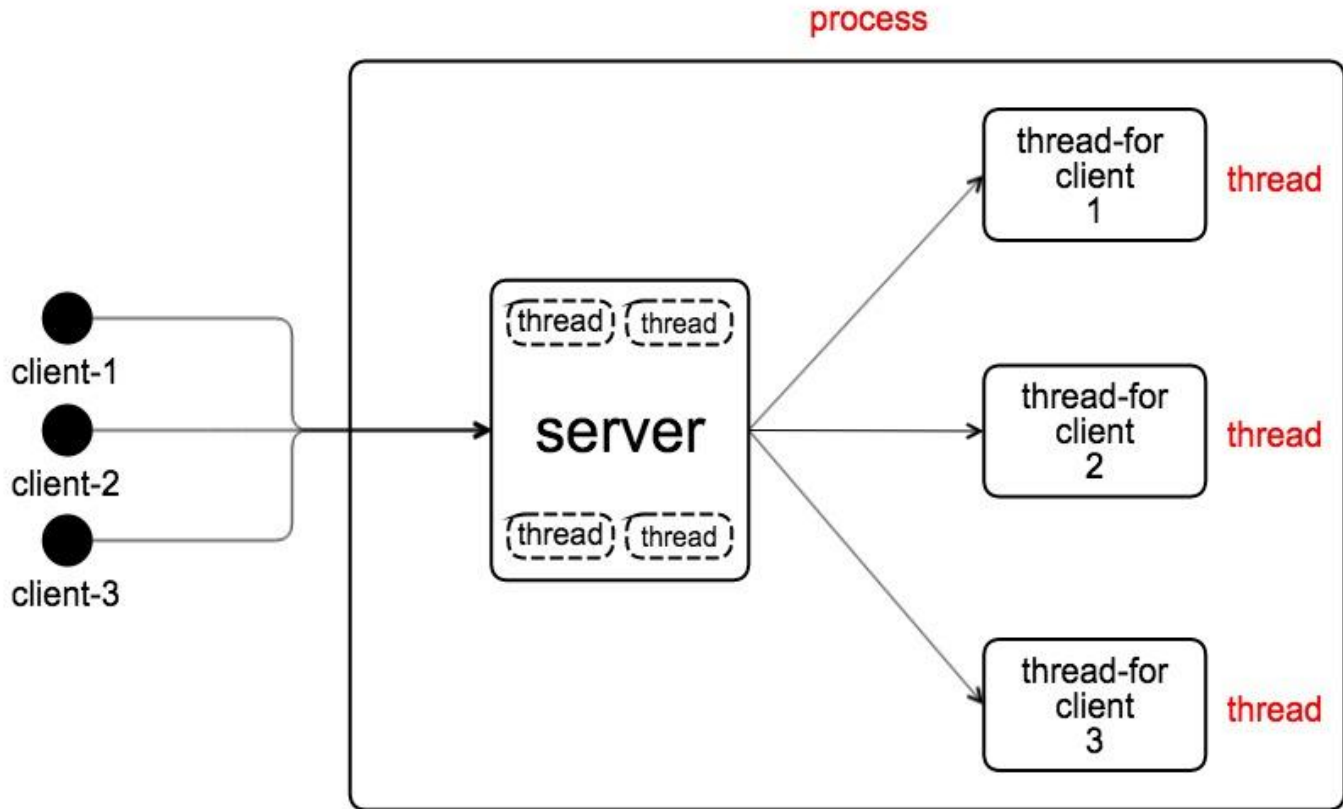 process
thread-for
client
1
thread
client-1
client-2
client-3
thread thread
server
thread thread
thread-for
client
2
thread
thread-for
client
3
thread